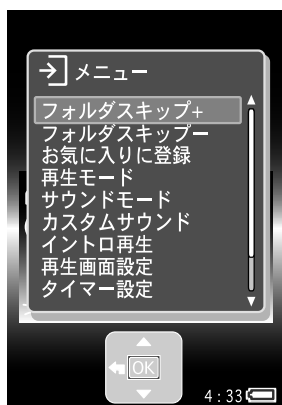 メニュー
フォルダスキップ+
フォルダスキップー
お気に入りに登録
再生モード
サウンドモード
カスタムサウンド
イントロ再生
再生画面設定
タイマー設定
OK
4:33